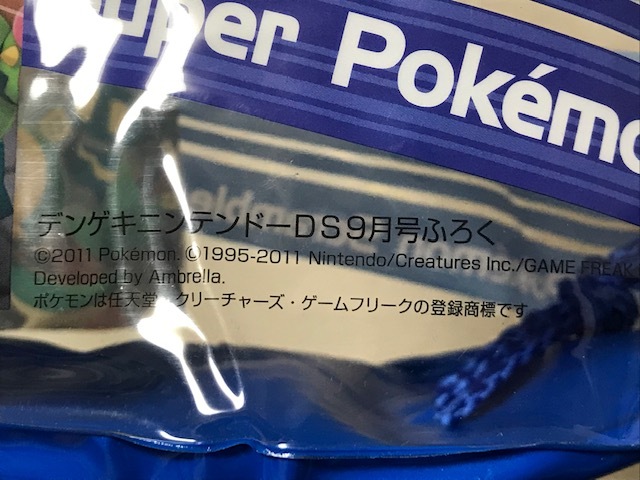 Super Pokémo
デンゲキニンテンドーDS9月号ふろく
©2011 Pokémon. ©1995-2011 Nintendo/Creatures Inc./GAME FREAK
Developed by Ambrella.
ポケモンは任天堂・クリーチャーズ・ゲームフリークの登録商標です